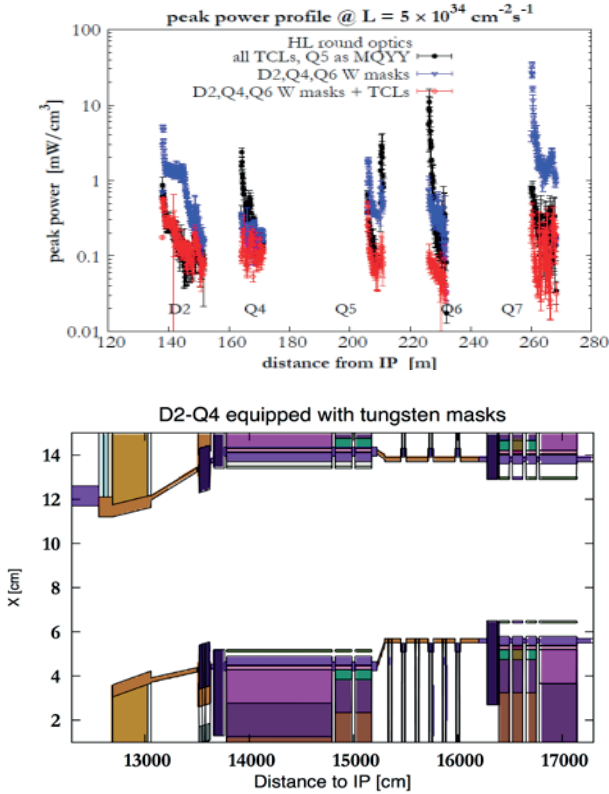 peak power profile @ L = 5 × 10³⁴ cm⁻²s⁻¹
HL round optics
all TCLs, Q5 as MQYY
D2,Q4,Q6 W masks
D2,Q4,Q6 W masks + TCLs
peak power [mW/cm³]
100
10
1
0.1
0.01
D2 Q4 Q5 Q6 Q7
120 140 160 180 200 220 240 260 280
distance from IP [m]
D2-Q4 equipped with tungsten masks
X [cm]
14
12
10
8
6
4
2
13000 14000 15000 16000 17000
Distance to IP [cm]